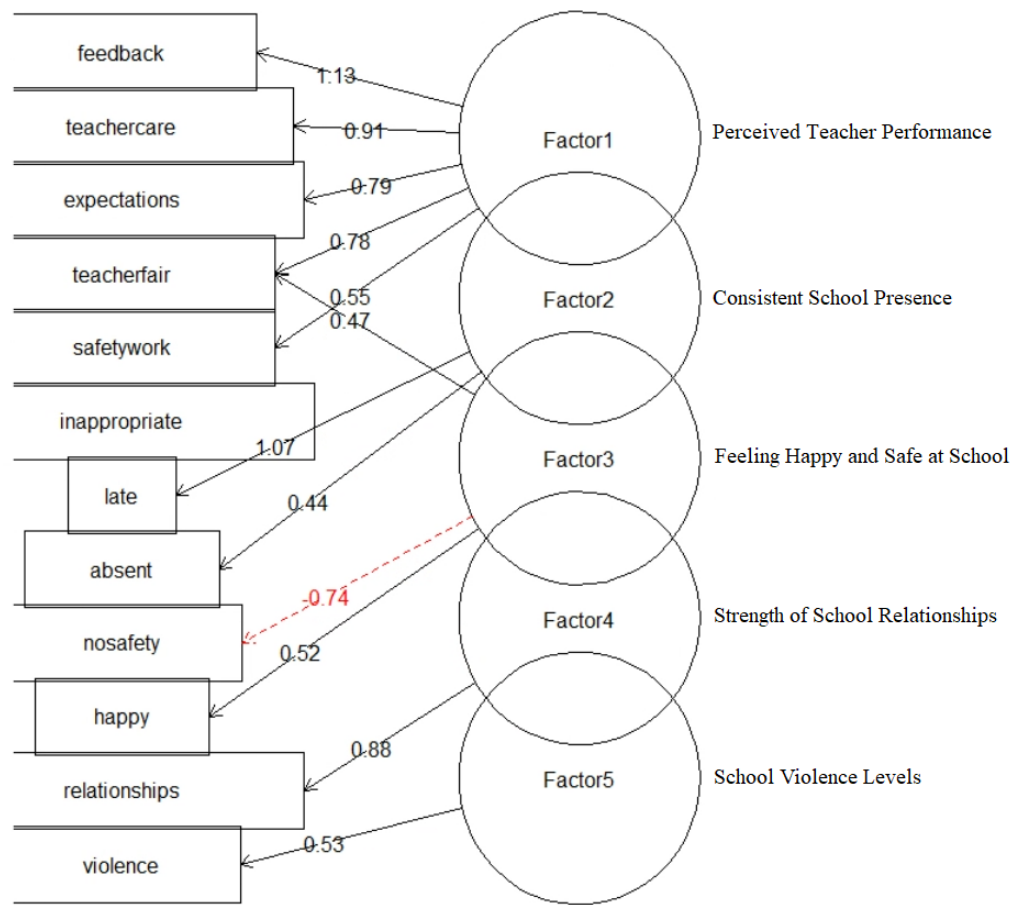 feedback
teachercare
expectations
teacherfair
safetywork
inappropriate
late
absent
nosafety
happy
relationships
violence
1.13
0.91
0.79
0.78
0.55
0.47
1.07
0.44
-0.74
0.52
0.88
0.53
Factor1
Perceived Teacher Performance
Factor2
Consistent School Presence
Factor3
Feeling Happy and Safe at School
Factor4
Strength of School Relationships
Factor5
School Violence Levels